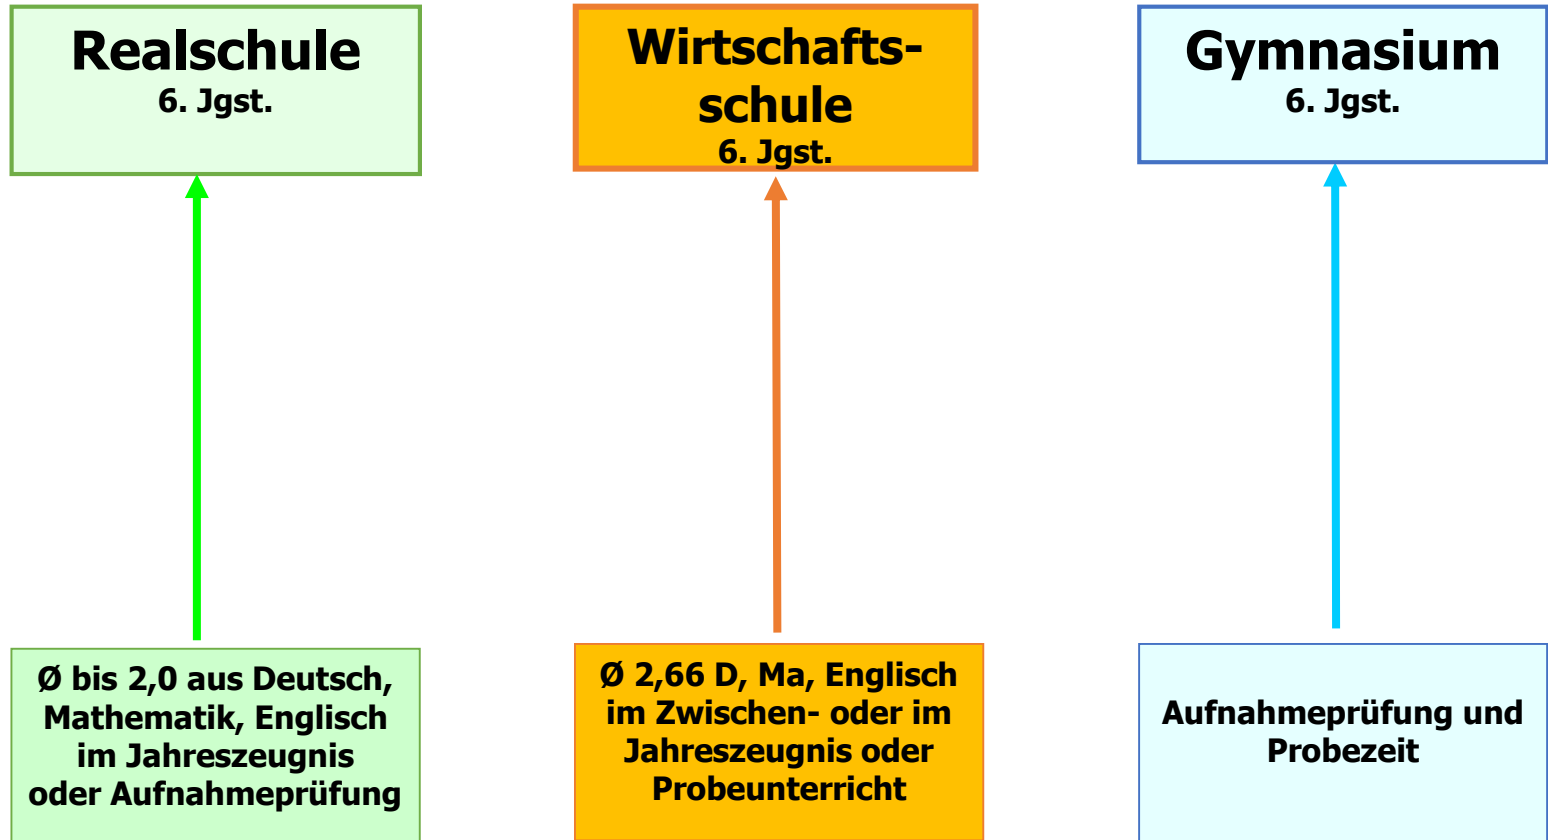 Realschule
6. Jgst.
Wirtschafts-
schule
6. Jgst.
Gymnasium
6. Jgst.
Ø bis 2,0 aus Deutsch,
Mathematik, Englisch
im Jahreszeugnis
oder Aufnahmeprüfung
Ø 2,66 D, Ma, Englisch
im Zwischen- oder im
Jahreszeugnis oder
Probeunterricht
Aufnahmeprüfung und
Probezeit